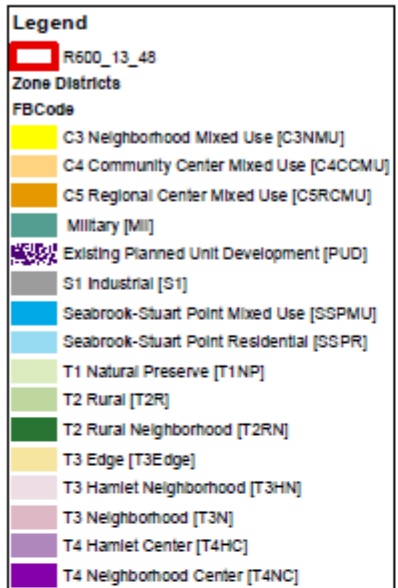 Legend
R600_13_48
Zone Districts
FBCode
C3 Neighborhood Mixed Use [C3NMU]
C4 Community Center Mixed Use [C4CCMU]
C5 Regional Center Mixed Use [C5RCMU]
Military [Mil]
Existing Planned Unit Development [PUD]
S1 Industrial [S1]
Seabrook-Stuart Point Mixed Use [SSPMU]
Seabrook-Stuart Point Residential [SSPR]
T1 Natural Preserve [T1NP]
T2 Rural [T2R]
T2 Rural Neighborhood [T2RN]
T3 Edge [T3Edge]
T3 Hamlet Neighborhood [T3HN]
T3 Neighborhood [T3N]
T4 Hamlet Center [T4HC]
T4 Neighborhood Center [T4NC]